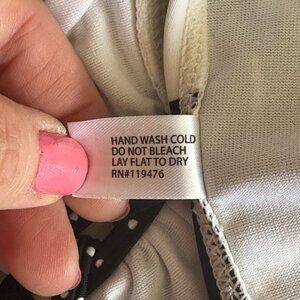 HAND WASH COLD
DO NOT BLEACH
LAY FLAT TO DRY
RN#119476